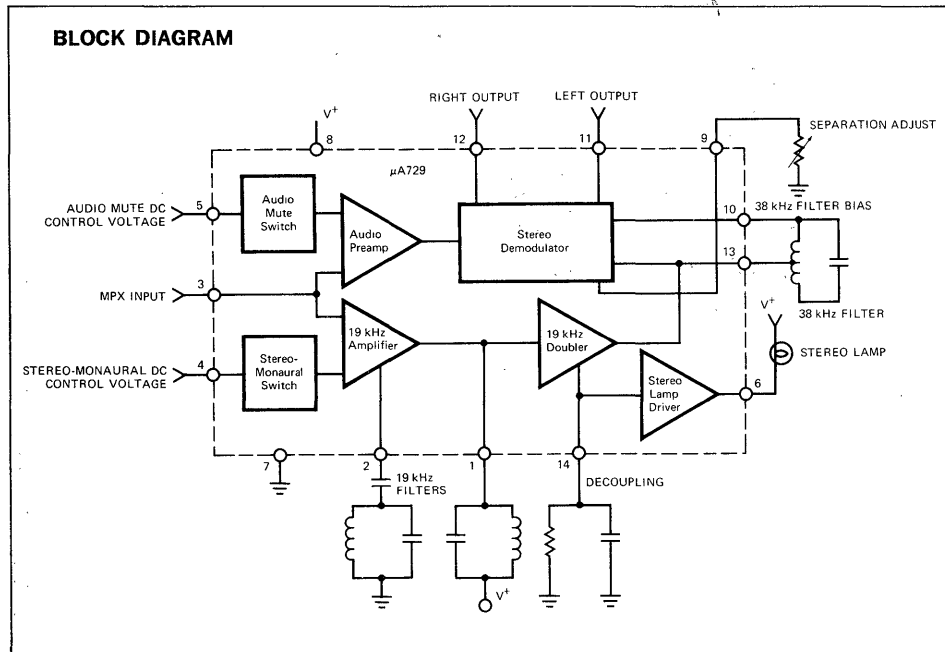 BLOCK DIAGRAM
RIGHT OUTPUT
LEFT OUTPUT
V+
8
12
11
9
SEPARATION ADJUST
μA729
AUDIO MUTE DC
CONTROL VOLTAGE
5
Audio
Mute
Switch
Audio
Preamp
Stereo
Demodulator
10
38 kHz FILTER BIAS
13
MPX INPUT
3
38 kHz FILTER
V+
19 kHz
Amplifier
19 kHz
Doubler
STEREO LAMP
STEREO-MONAURAL DC
CONTROL VOLTAGE
4
Stereo-
Monaural
Switch
Stereo
Lamp
Driver
6
7
2
1
14
19 kHz
FILTERS
DECOUPLING
V+